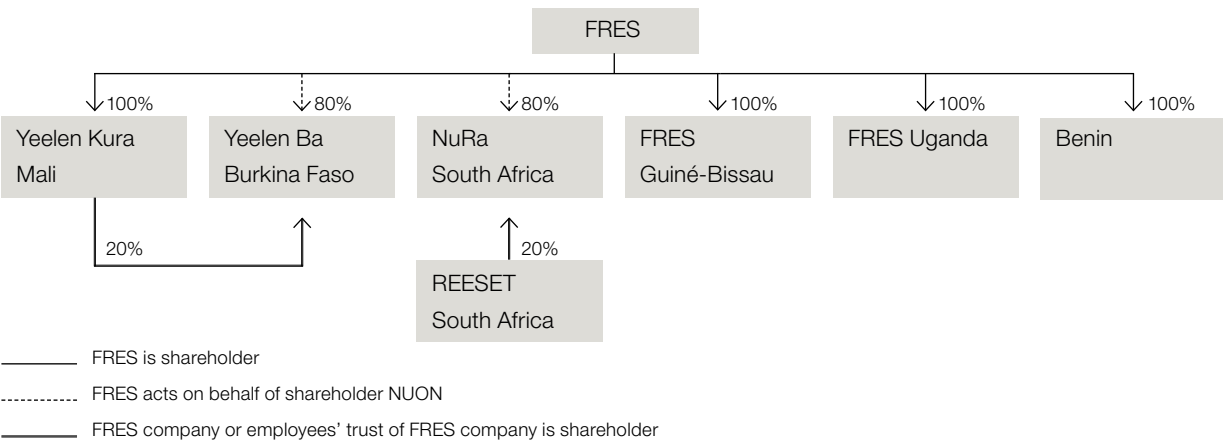 FRES
100%
80%
80%
100%
100%
100%
Yeelen Kura
Mali
Yeelen Ba
Burkina Faso
NuRa
South Africa
FRES
Guiné-Bissau
FRES Uganda
Benin
20%
20%
REESET
South Africa
FRES is shareholder
FRES acts on behalf of shareholder NUON
FRES company or employees’ trust of FRES company is shareholder